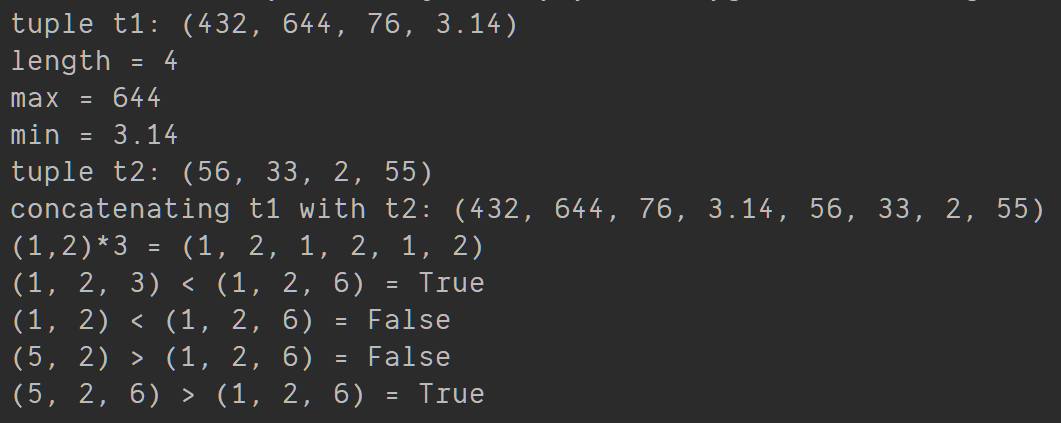 tuple t1: (432, 644, 76, 3.14)
length = 4
max = 644
min = 3.14
tuple t2: (56, 33, 2, 55)
concatenating t1 with t2: (432, 644, 76, 3.14, 56, 33, 2, 55)
(1,2)*3 = (1, 2, 1, 2, 1, 2)
(1, 2, 3) < (1, 2, 6) = True
(1, 2) < (1, 2, 6) = False
(5, 2) > (1, 2, 6) = False
(5, 2, 6) > (1, 2, 6) = True